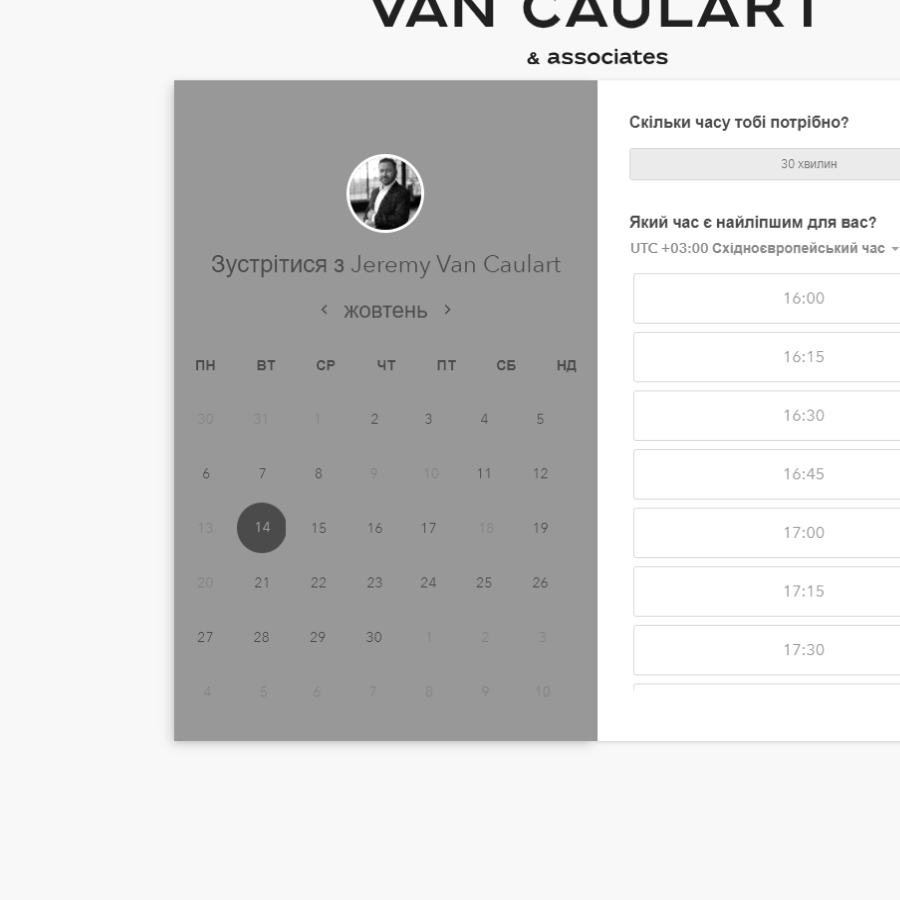 VAN CAULART
& associates
Зустрітися з Jeremy Van Caulart
‹ жовтень ›
ПН ВТ СР ЧТ ПТ СБ НД
30 31 1 2 3 4 5
6 7 8 9 10 11 12
13 14 15 16 17 18 19
20 21 22 23 24 25 26
27 28 29 30 1 2 3
4 5 6 7 8 9 10
Скільки часу тобі потрібно?
30 хвилин
Який час є найліпшим для вас?
UTC +03:00 Східноєвропейський час
16:00
16:15
16:30
16:45
17:00
17:15
17:30